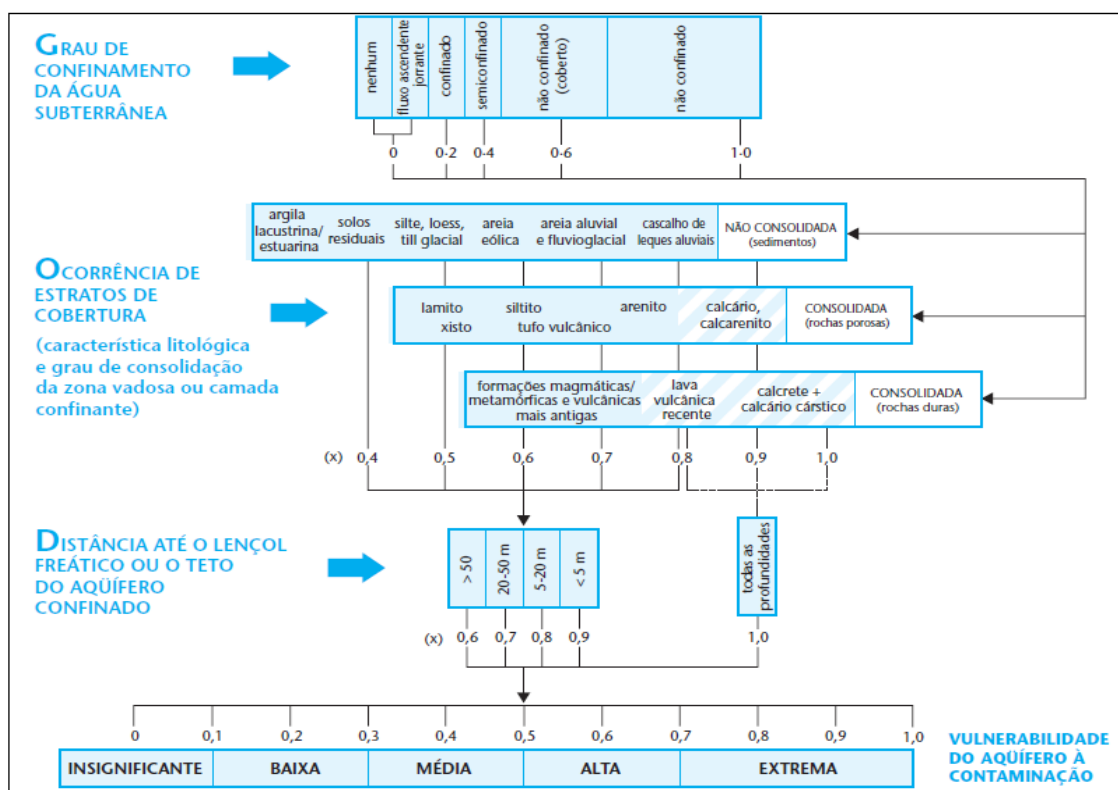 GRAU DE
CONFINAMENTO
DA ÁGUA
SUBTERRÂNEA
nenhum
fluxo ascendente
jorrante
confinado
semiconfinado
não confinado
(coberto)
não confinado
0
0-2
0-4
0-6
1-0
OCORRÊNCIA DE
ESTRATOS DE
COBERTURA
(característica litológica
e grau de consolidação
da zona vadosa ou camada
confinante)
argila
lacustrina/
estuarina
solos
residuais
silte, loess,
till glacial
areia
eólica
areia aluvial
e fluvioglacial
cascalho de
leques aluviais
NÃO CONSOLIDADA
(sedimentos)
lamito
xisto
siltito
tufo vulcânico
arenito
calcário,
calcarenito
CONSOLIDADA
(rochas porosas)
formações magmáticas/
metamórficas e vulcânicas
mais antigas
lava
vulcânica
recente
calcrete +
calcário cárstico
CONSOLIDADA
(rochas duras)
(x) 0,4 0,5 0,6 0,7 0,8 0,9 1,0
DISTÂNCIA ATÉ O LENÇOL
FREÁTICO OU O TETO
DO AQÜÍFERO
CONFINADO
> 50
20-50 m
5-20 m
< 5 m
todas as
profundidades
(x) 0,6 0,7 0,8 0,9 1,0
0 0,1 0,2 0,3 0,4 0,5 0,6 0,7 0,8 0,9 1,0
INSIGNIFICANTE BAIXA MÉDIA ALTA EXTREMA
VULNERABILIDADE
DO AQÜÍFERO À
CONTAMINAÇÃO